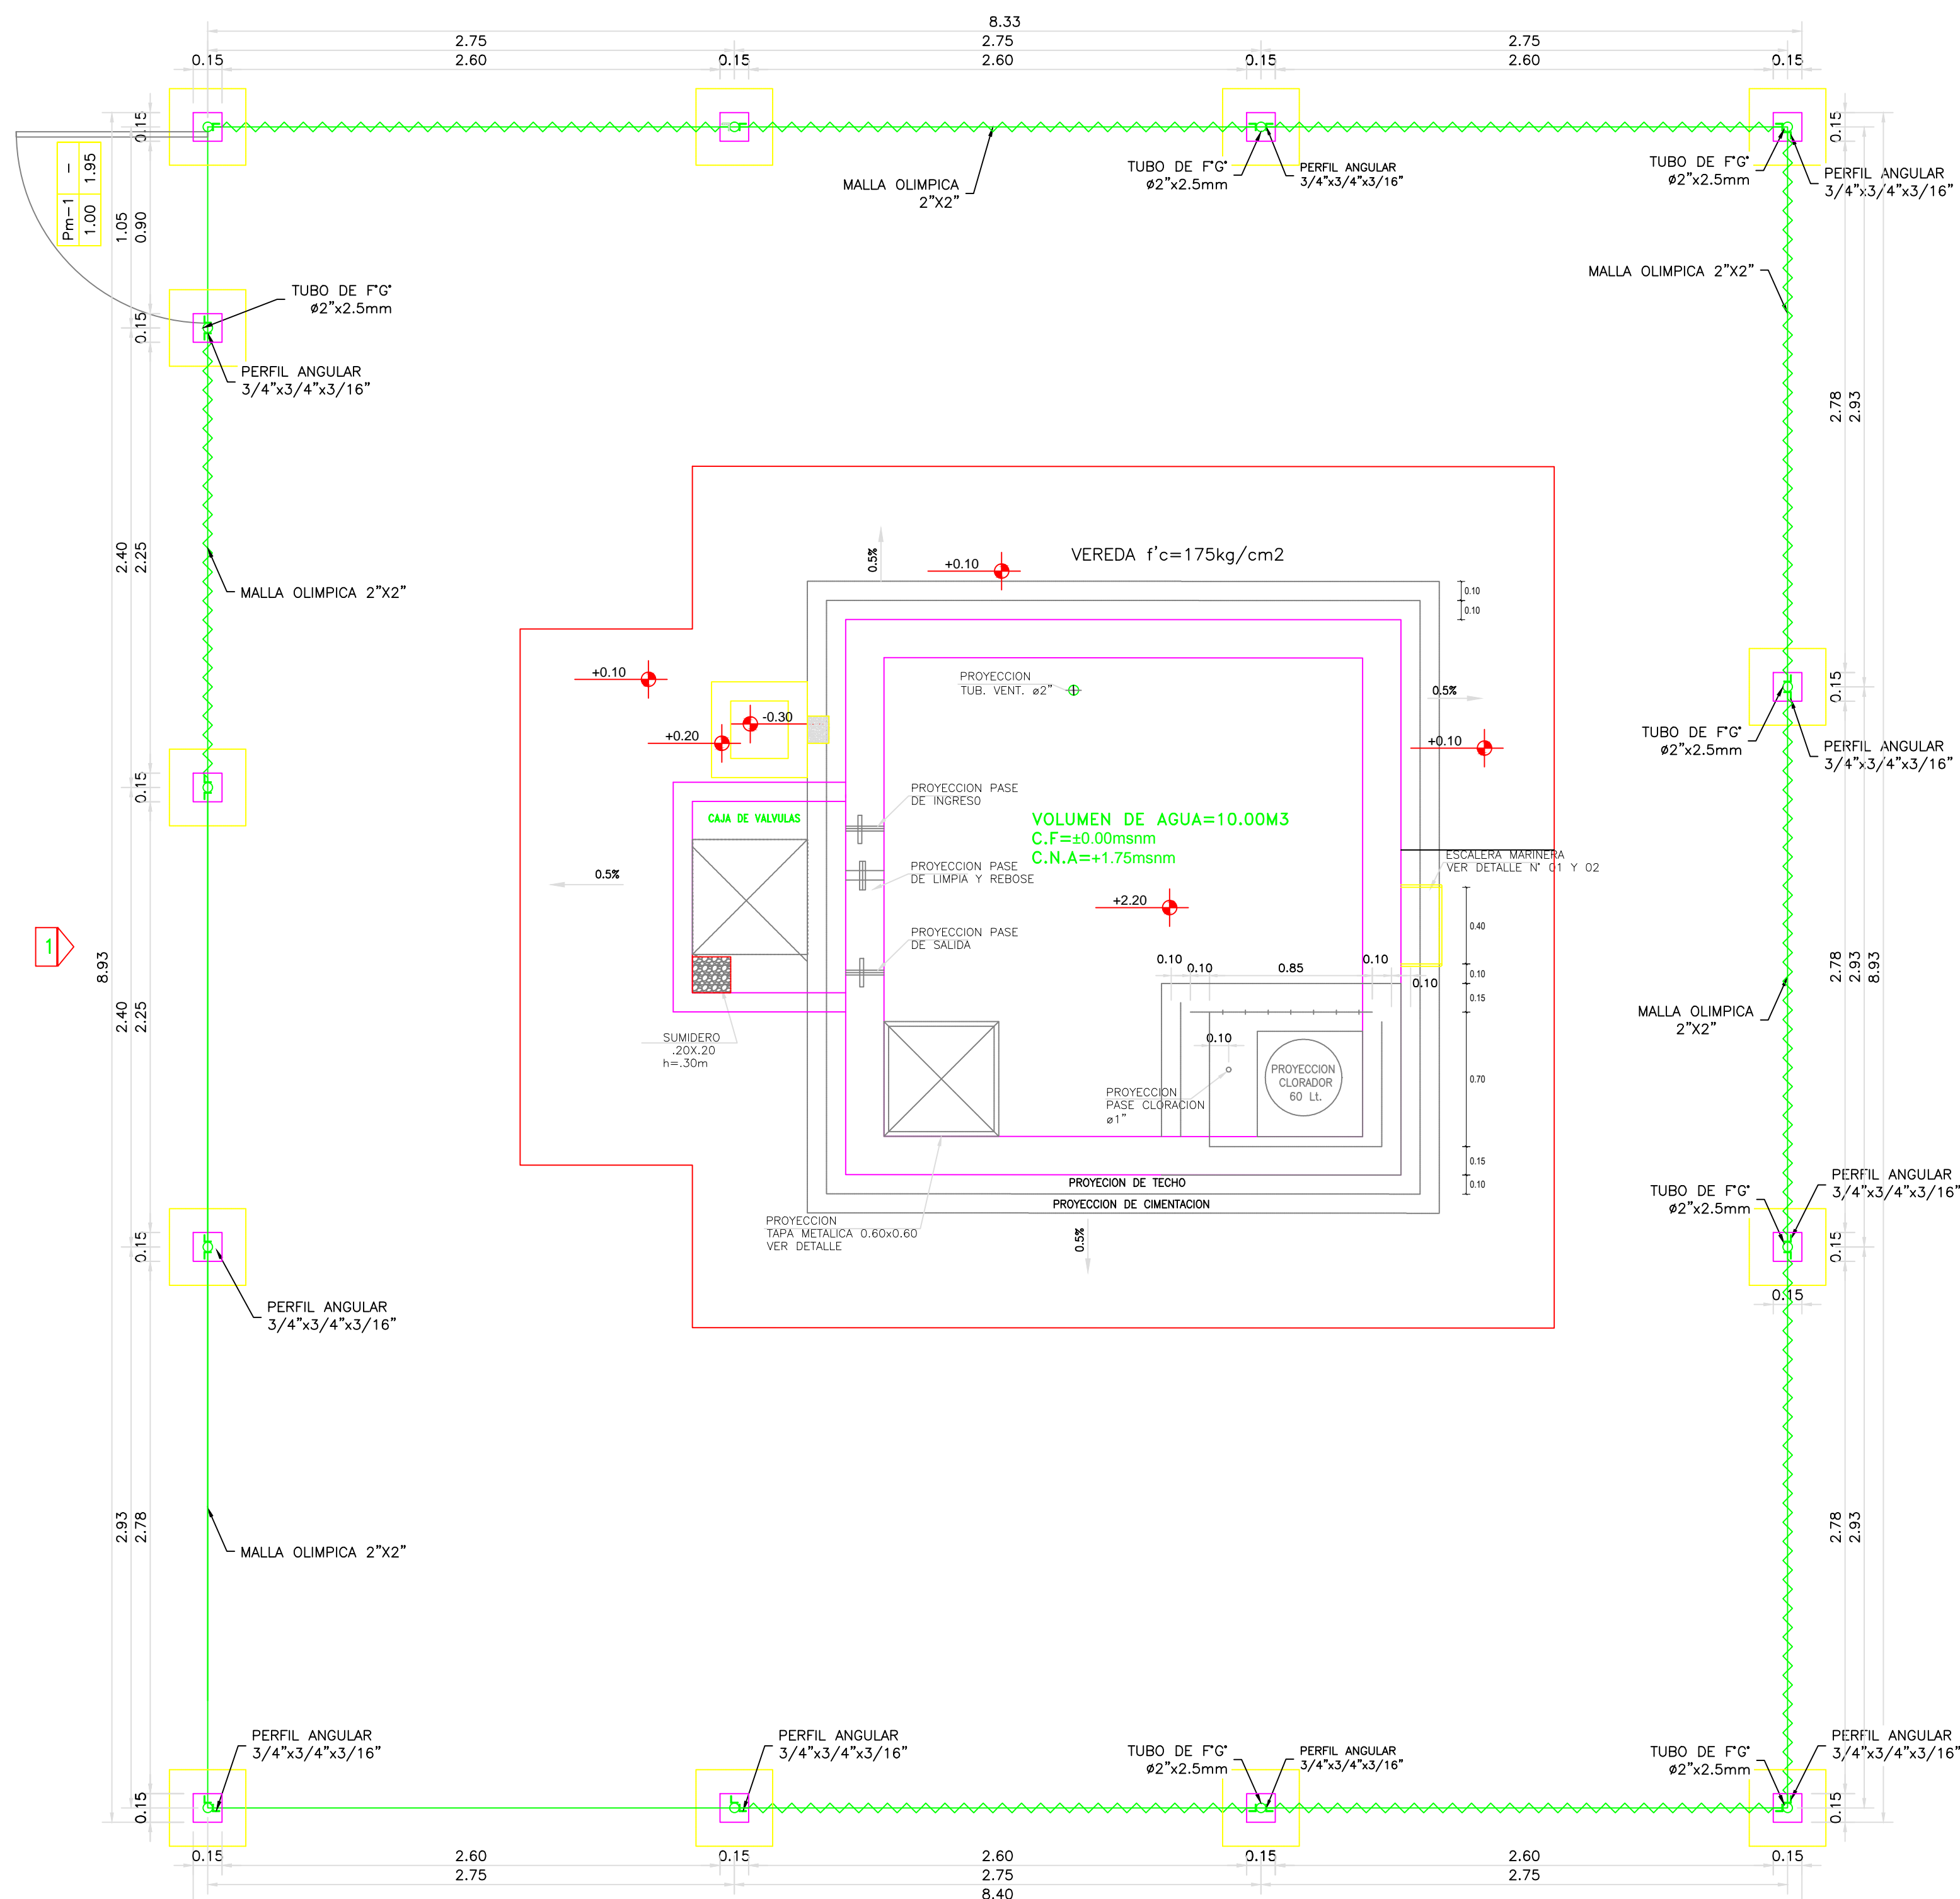 8.33
2.75 2.75 2.75
0.15 2.60 0.15 2.60 0.15 2.60 0.15
0.15
Pm-1 -
1.00 1.95
1.05
0.90
0.15
TUBO DE F°G°
ø2"x2.5mm
PERFIL ANGULAR
3/4"x3/4"x3/16"
MALLA OLIMPICA
2"X2"
TUBO DE F°G°
ø2"x2.5mm
PERFIL ANGULAR
3/4"x3/4"x3/16"
TUBO DE F°G°
ø2"x2.5mm
PERFIL ANGULAR
3/4"x3/4"x3/16"
0.15
MALLA OLIMPICA 2"X2"
2.78
2.93
2.40
2.25
MALLA OLIMPICA 2"X2"
0.15
0.5%
+0.10
VEREDA f'c=175kg/cm2
0.10
0.10
+0.10
-0.30
+0.20
PROYECCION
TUB. VENT. ø2"
0.5%
+0.10
0.15
TUBO DE F°G°
ø2"x2.5mm
PERFIL ANGULAR
3/4"x3/4"x3/16"
CAJA DE VALVULAS
PROYECCION PASE
DE INGRESO
VOLUMEN DE AGUA=10.00M3
C.F=±0.00msnm
C.N.A=+1.75msnm
ESCALERA MARINERA
VER DETALLE N° 01 Y 02
0.5%
PROYECCION PASE
DE LIMPIA Y REBOSE
+2.20
PROYECCION PASE
DE SALIDA
0.40
0.10
0.15
0.70
0.15
0.10
0.10 0.10 0.85 0.10 0.10
0.10
1
8.93
2.40
2.25
SUMIDERO
.20X.20
h=.30m
PROYECCION
CLORADOR
60 Lt.
PROYECCION
PASE CLORACION
ø1"
2.78
2.93
8.93
MALLA OLIMPICA
2"X2"
PROYECION DE TECHO
PROYECCION DE CIMENTACION
PROYECCION
TAPA METALICA 0.60x0.60
VER DETALLE
0.5%
0.15
PERFIL ANGULAR
3/4"x3/4"x3/16"
TUBO DE F°G°
ø2"x2.5mm
PERFIL ANGULAR
3/4"x3/4"x3/16"
0.15
0.15
2.93
2.78
MALLA OLIMPICA 2"X2"
2.78
2.93
PERFIL ANGULAR
3/4"x3/4"x3/16"
PERFIL ANGULAR
3/4"x3/4"x3/16"
TUBO DE F°G°
ø2"x2.5mm
PERFIL ANGULAR
3/4"x3/4"x3/16"
TUBO DE F°G°
ø2"x2.5mm
PERFIL ANGULAR
3/4"x3/4"x3/16"
0.15
0.15
0.15 2.60 0.15 2.60 0.15 2.60 0.15
2.75 2.75 2.75
8.40